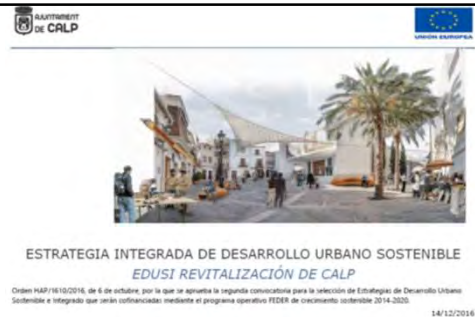 AJUNTAMENT
DE CALP
UNIÓN EUROPEA
ESTRATEGIA INTEGRADA DE DESARROLLO URBANO SOSTENIBLE
EDUSI REVITALIZACIÓN DE CALP
Orden HAP/1610/2016, de 6 de octubre, por la que se aprueba la segunda convocatoria para la selección de Estrategias de Desarrollo Urbano
Sostenible e Integrado que serán cofinanciadas mediante el programa operativo FEDER de crecimiento sostenible 2014-2020.
14/12/2016